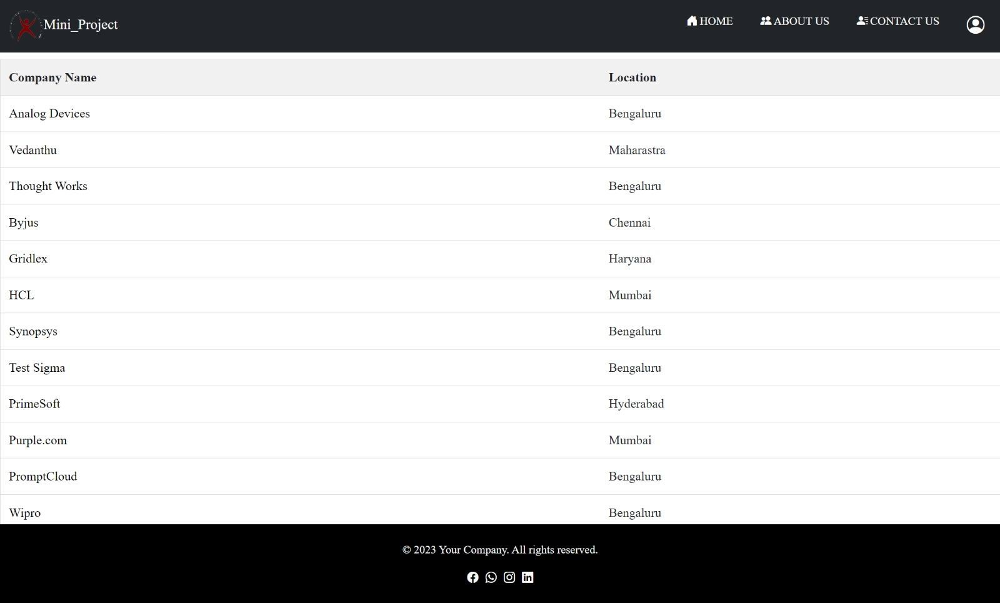 Mini_Project HOME ABOUT US CONTACT US
Company Name Location
Analog Devices Bengaluru
Vedanthu Maharastra
Thought Works Bengaluru
Byjus Chennai
Gridlex Haryana
HCL Mumbai
Synopsys Bengaluru
Test Sigma Bengaluru
PrimeSoft Hyderabad
Purple.com Mumbai
PromptCloud Bengaluru
Wipro Bengaluru
© 2023 Your Company. All rights reserved.